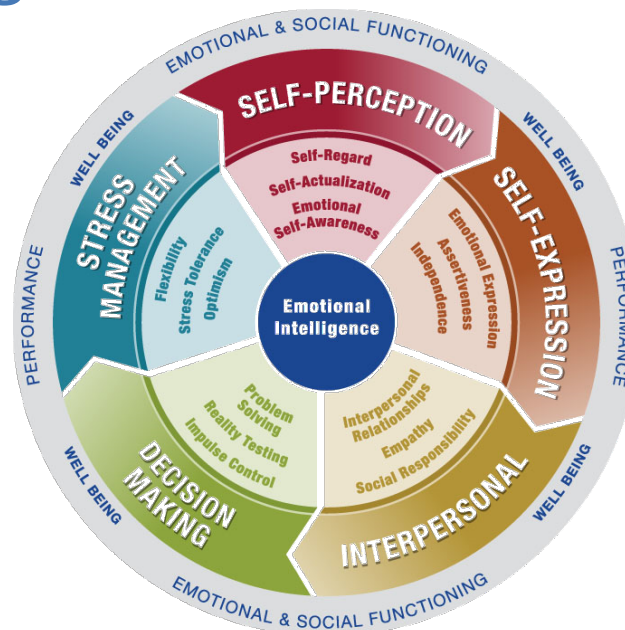 EMOTIONAL & SOCIAL FUNCTIONING
WELL BEING
WELL BEING
PERFORMANCE
PERFORMANCE
WELL BEING
WELL BEING
EMOTIONAL & SOCIAL FUNCTIONING
SELF-PERCEPTION
Self-Regard
Self-Actualization
Emotional
Self-Awareness
SELF-EXPRESSION
Emotional Expression
Assertiveness
Independence
INTERPERSONAL
Interpersonal
Relationships
Empathy
Social Responsibility
DECISION
MAKING
Problem
Solving
Reality Testing
Impulse Control
STRESS
MANAGEMENT
Flexibility
Stress Tolerance
Optimism
Emotional
Intelligence